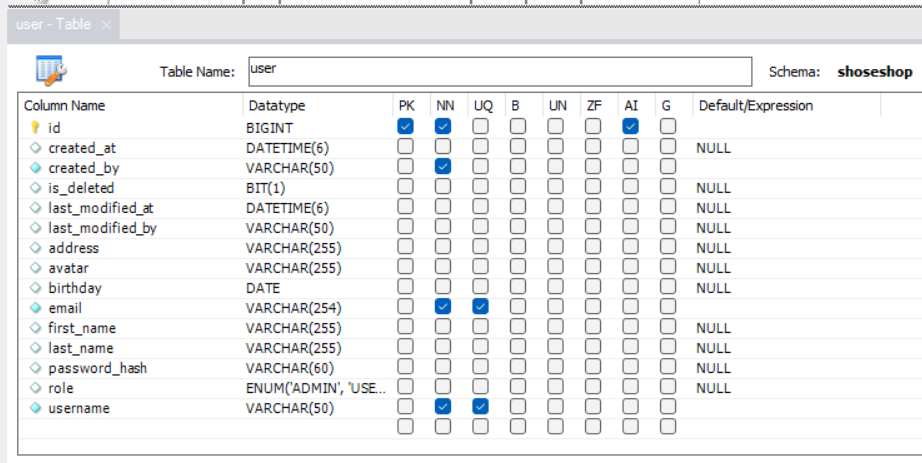 user - Table ×
Table Name: user Schema: shoseshop
Column Name Datatype PK NN UQ B UN ZF AI G Default/Expression
id BIGINT
created_at DATETIME(6) NULL
created_by VARCHAR(50)
is_deleted BIT(1) NULL
last_modified_at DATETIME(6) NULL
last_modified_by VARCHAR(50) NULL
address VARCHAR(255) NULL
avatar VARCHAR(255) NULL
birthday DATE NULL
email VARCHAR(254)
first_name VARCHAR(255) NULL
last_name VARCHAR(255) NULL
password_hash VARCHAR(60) NULL
role ENUM('ADMIN', 'USE... NULL
username VARCHAR(50)